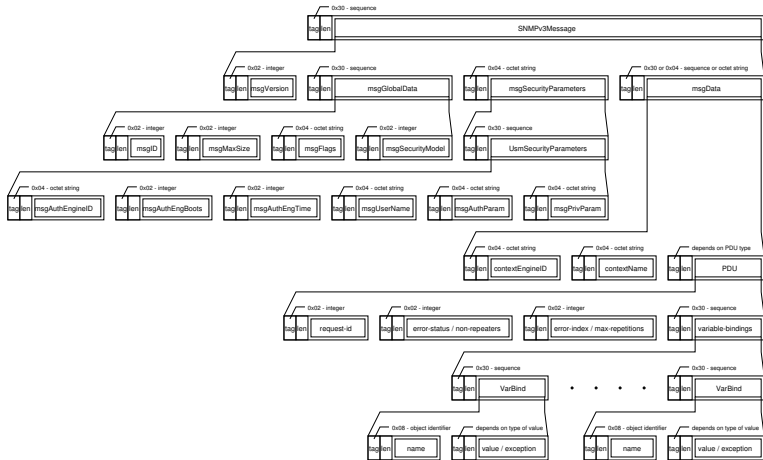 0x30 - sequence
tag len SNMPv3Message
0x02 - integer 0x30 - sequence 0x04 - octet string 0x30 or 0x04 - sequence or octet string
tag len msgVersion tag len msgGlobalData tag len msgSecurityParameters tag len msgData
0x02 - integer 0x02 - integer 0x04 - octet string 0x02 - integer 0x30 - sequence
tag len msgID tag len msgMaxSize tag len msgFlags tag len msgSecurityModel tag len UsmSecurityParameters
0x04 - octet string 0x02 - integer 0x02 - integer 0x04 - octet string 0x04 - octet string 0x04 - octet string
tag len msgAuthEngineID tag len msgAuthEngBoots tag len msgAuthEngTime tag len msgUserName tag len msgAuthParam tag len msgPrivParam
0x04 - octet string 0x04 - octet string depends on PDU type
tag len contextEngineID tag len contextName tag len PDU
0x02 - integer 0x02 - integer 0x02 - integer 0x30 - sequence
tag len request-id tag len error-status / non-repeaters tag len error-index / max-repetitions tag len variable-bindings
0x30 - sequence 0x30 - sequence
tag len VarBind . . . . tag len VarBind
0x08 - object identifier depends on type of value 0x08 - object identifier depends on type of value
tag len name tag len value / exception tag len name tag len value / exception